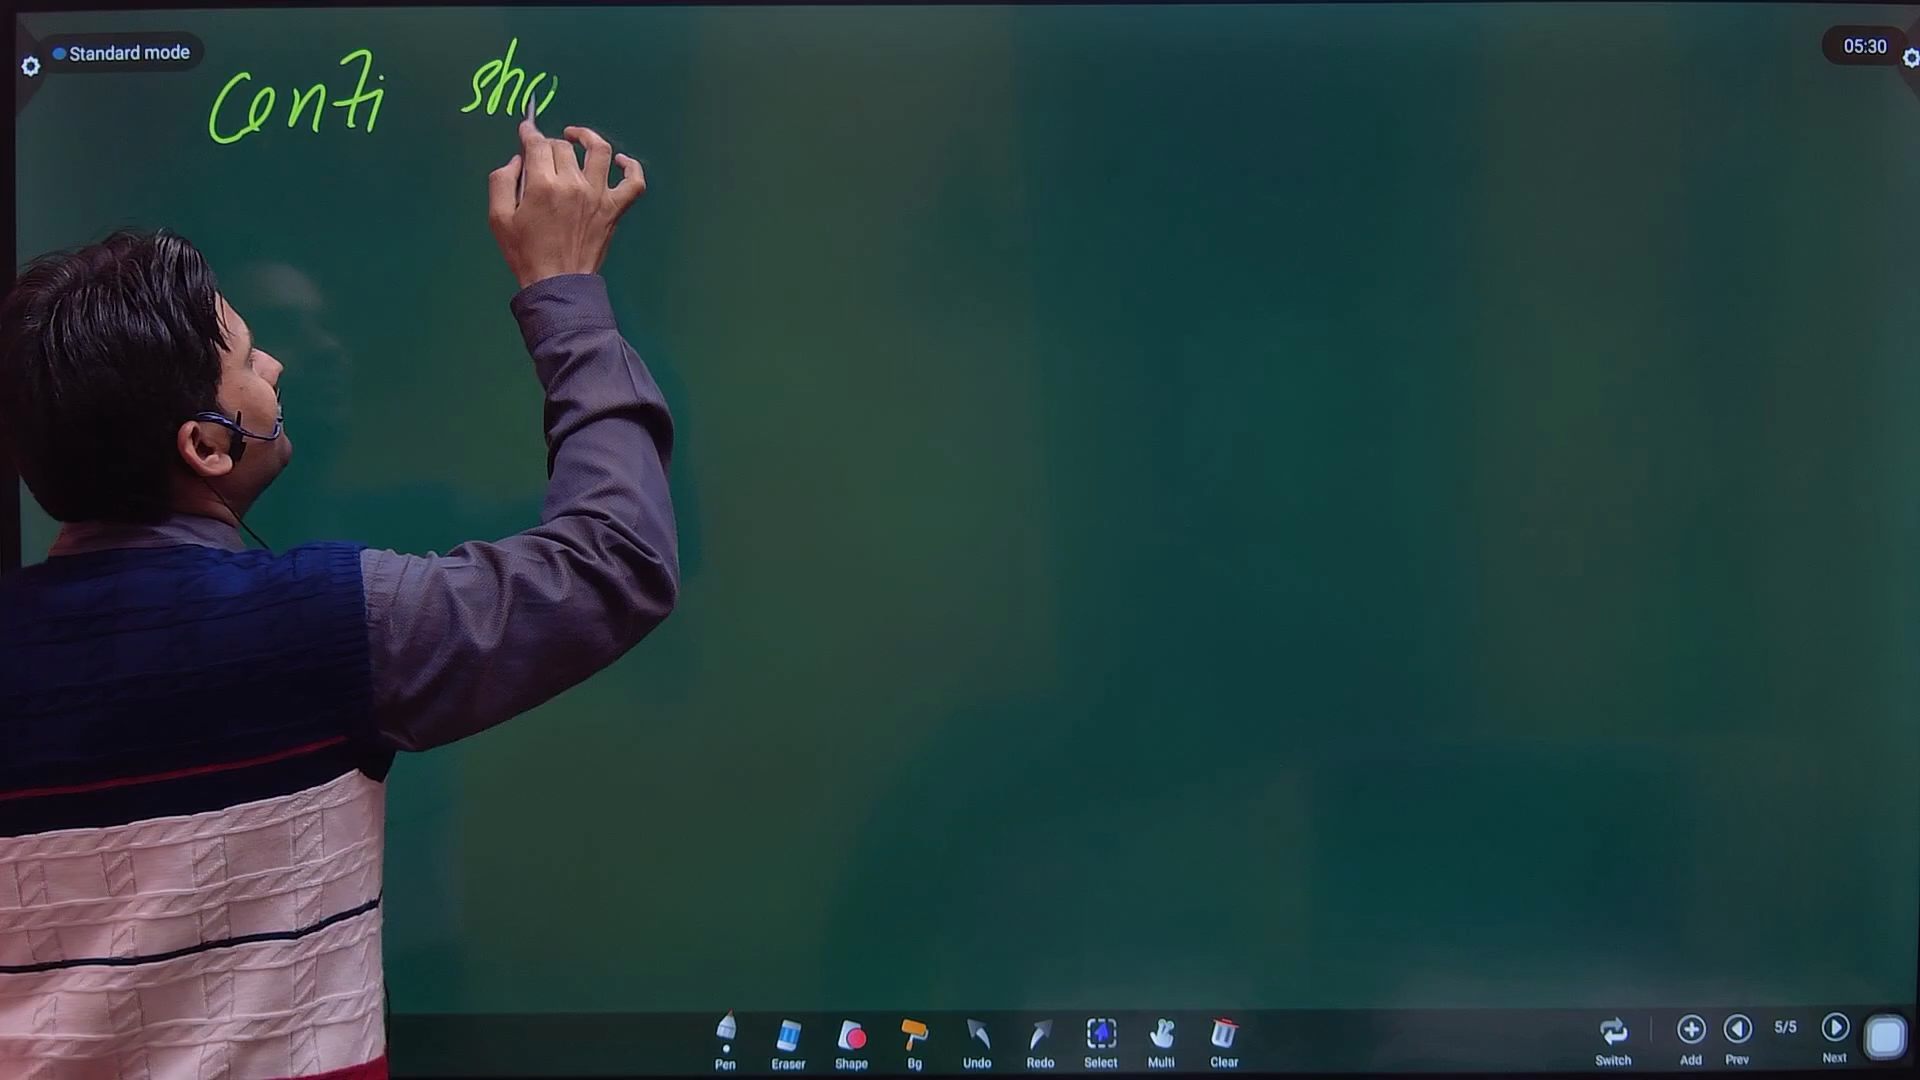 Standard mode
05:30
Centi sho
Pen Eraser Shape Bg Undo Redo Select Multi Clear Switch Add Prev 5/5 Next